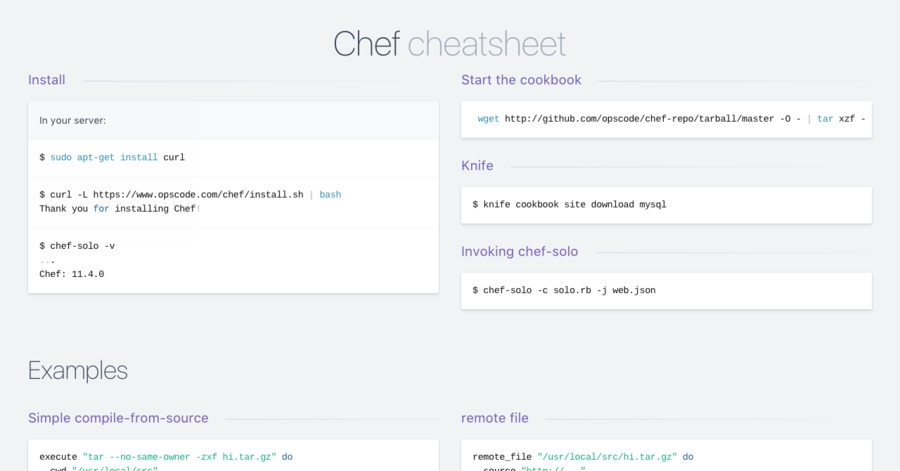 Chef cheatsheet
Install
In your server:
$ sudo apt-get install curl
$ curl -L https://www.opscode.com/chef/install.sh | bash
Thank you for installing Chef!
$ chef-solo -v
...
Chef: 11.4.0
Start the cookbook
wget http://github.com/opscode/chef-repo/tarball/master -O - | tar xzf -
Knife
$ knife cookbook site download mysql
Invoking chef-solo
$ chef-solo -c solo.rb -j web.json
Examples
Simple compile-from-source
execute "tar --no-same-owner -zxf hi.tar.gz" do
cwd "/usr/local/src"
remote file
remote_file "/usr/local/src/hi.tar.gz" do
source "http://..."